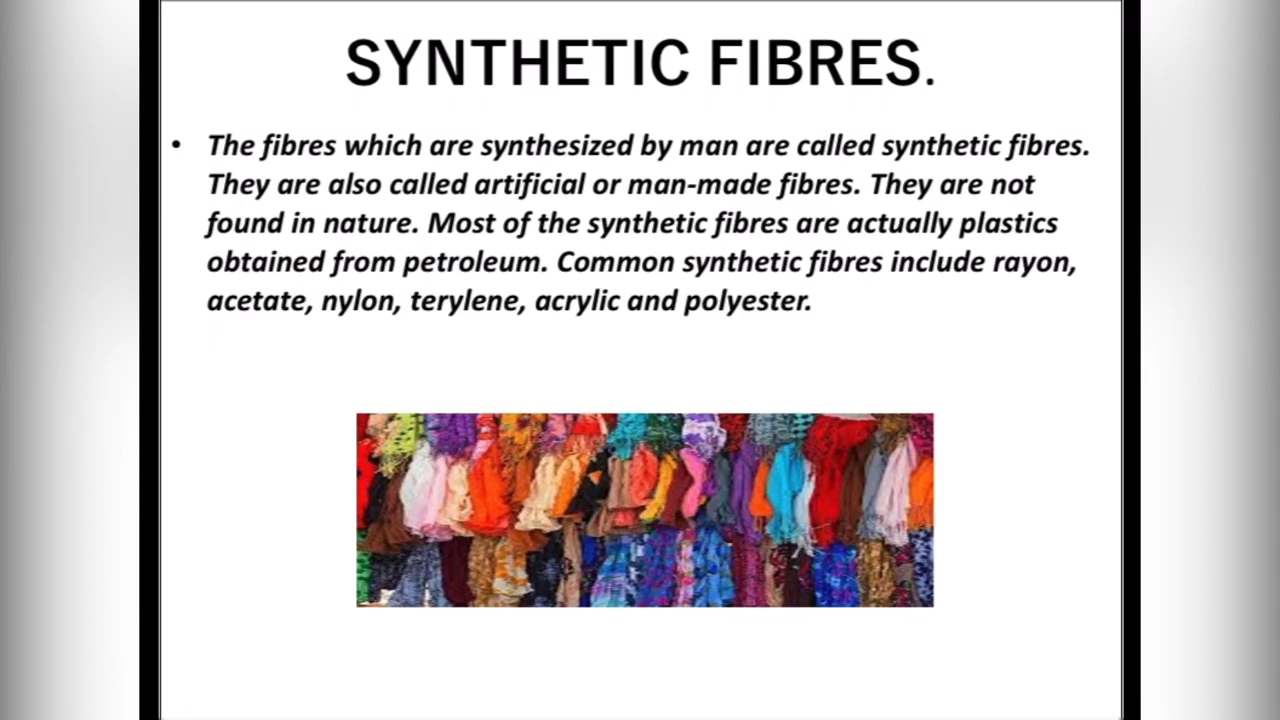 SYNTHETIC FIBRES.
• The fibres which are synthesized by man are called synthetic fibres.
They are also called artificial or man-made fibres. They are not
found in nature. Most of the synthetic fibres are actually plastics
obtained from petroleum. Common synthetic fibres include rayon,
acetate, nylon, terylene, acrylic and polyester.